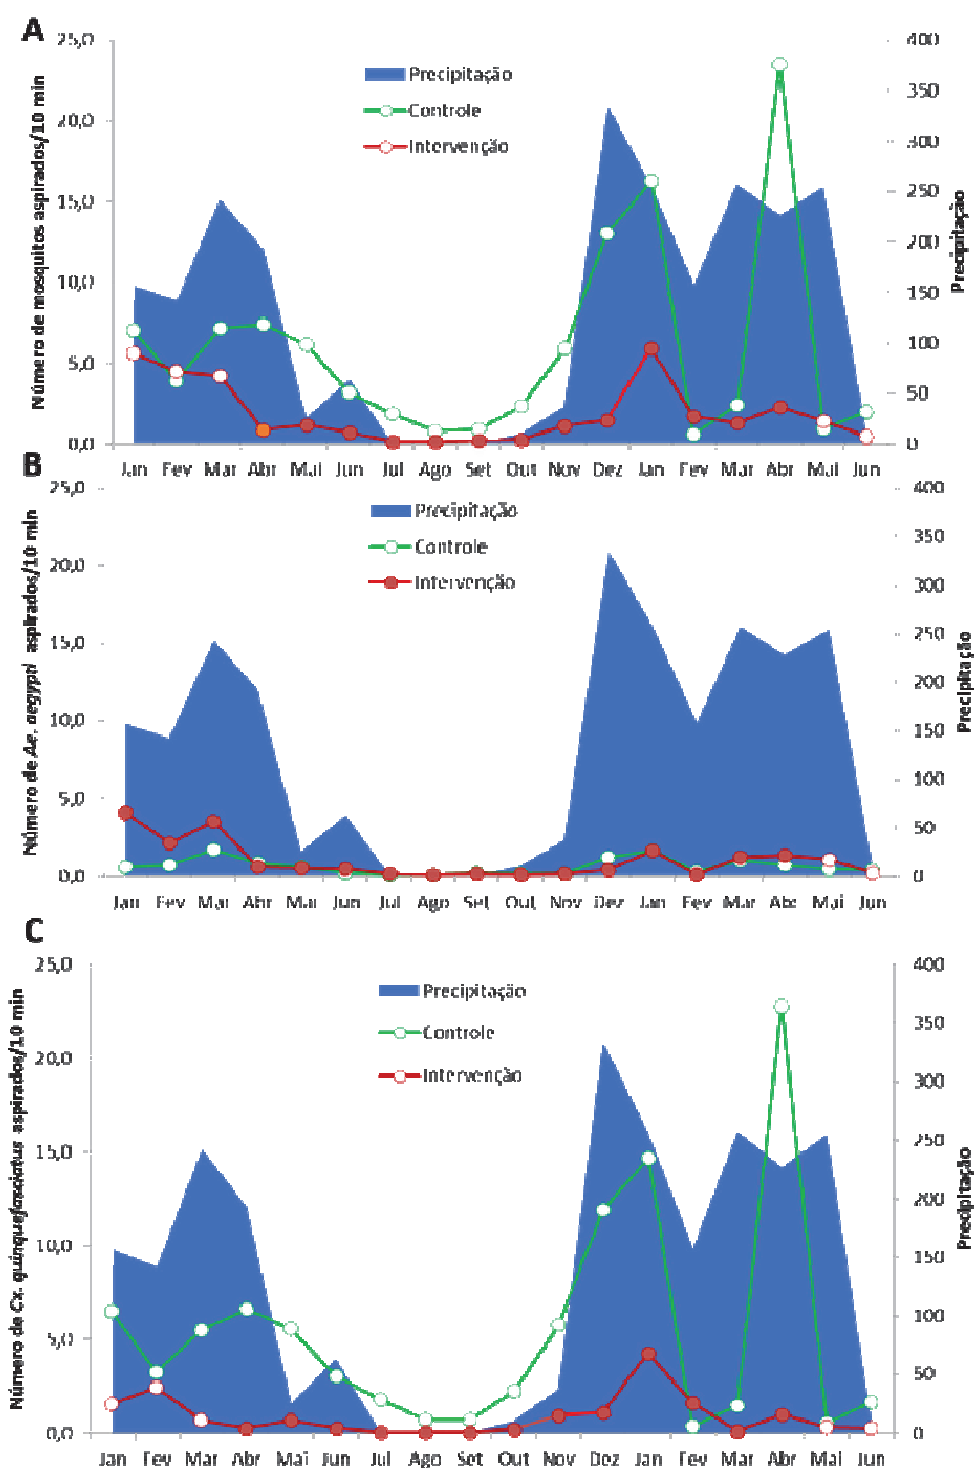 A
25,0
20,0
15,0
10,0
5,0
0,0
Número de mosquitos aspirados/10 min
Precipitação
Controle
Intervenção
400
350
300
250
200
150
100
50
0
Precipitação
Jan Fev Mar Abr Mai Jun Jul Ago Set Out Nov Dez Jan Fev Mar Abr Mai Jun
B
25,0
20,0
15,0
10,0
5,0
0,0
Número de Ae. aegypti aspirados/10 min
Precipitação
Controle
Intervenção
400
350
300
250
200
150
100
50
0
Precipitação
Jan Fev Mar Abr Mai Jun Jul Ago Set Out Nov Dez Jan Fev Mar Abr Mai Jun
C
25,0
20,0
15,0
10,0
5,0
0,0
Número de Cx. quinquefasciatus aspirados/10 min
Precipitação
Controle
Intervenção
400
350
300
250
200
150
100
50
0
Precipitação
Jan Fev Mar Abr Mai Jun Jul Ago Set Out Nov Dez Jan Fev Mar Abr Mai Jun